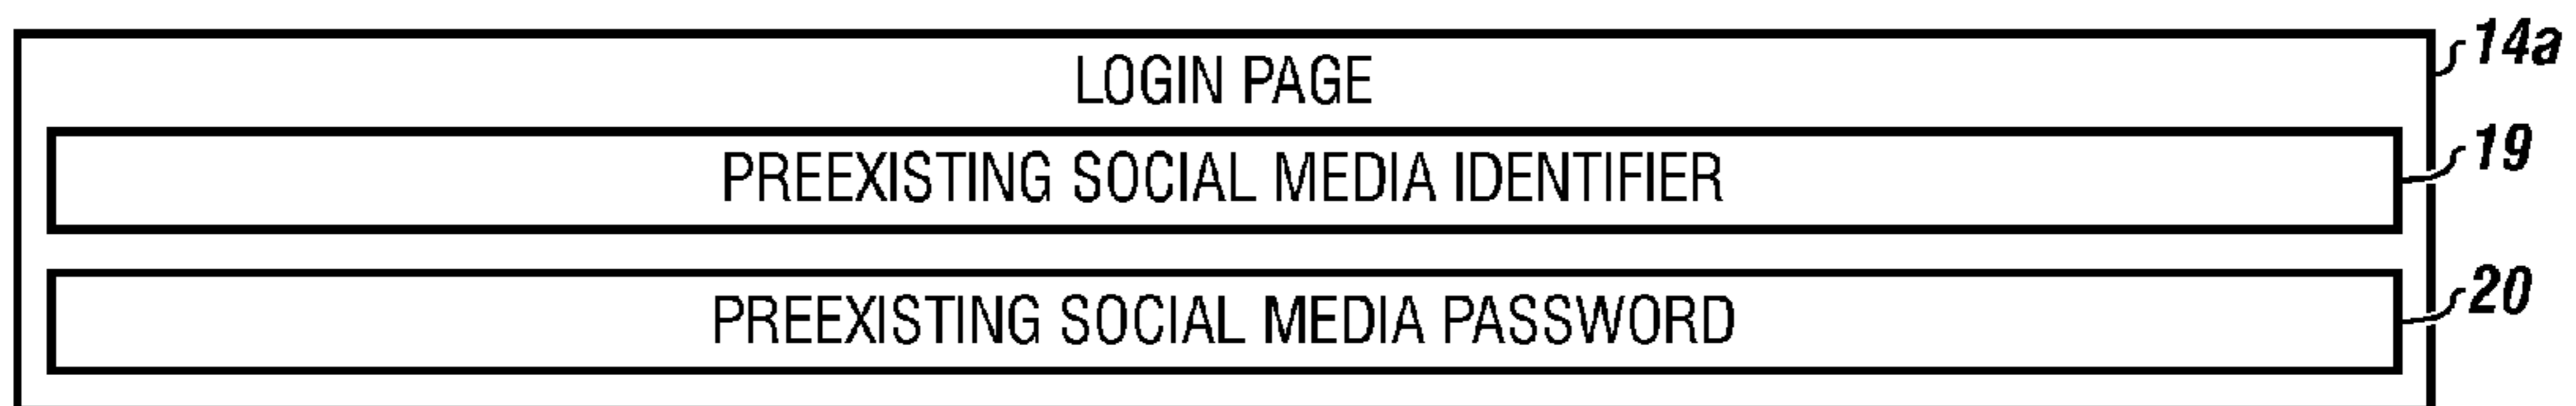 LOGIN PAGE 14a
PREEXISTING SOCIAL MEDIA IDENTIFIER 19
PREEXISTING SOCIAL MEDIA PASSWORD 20